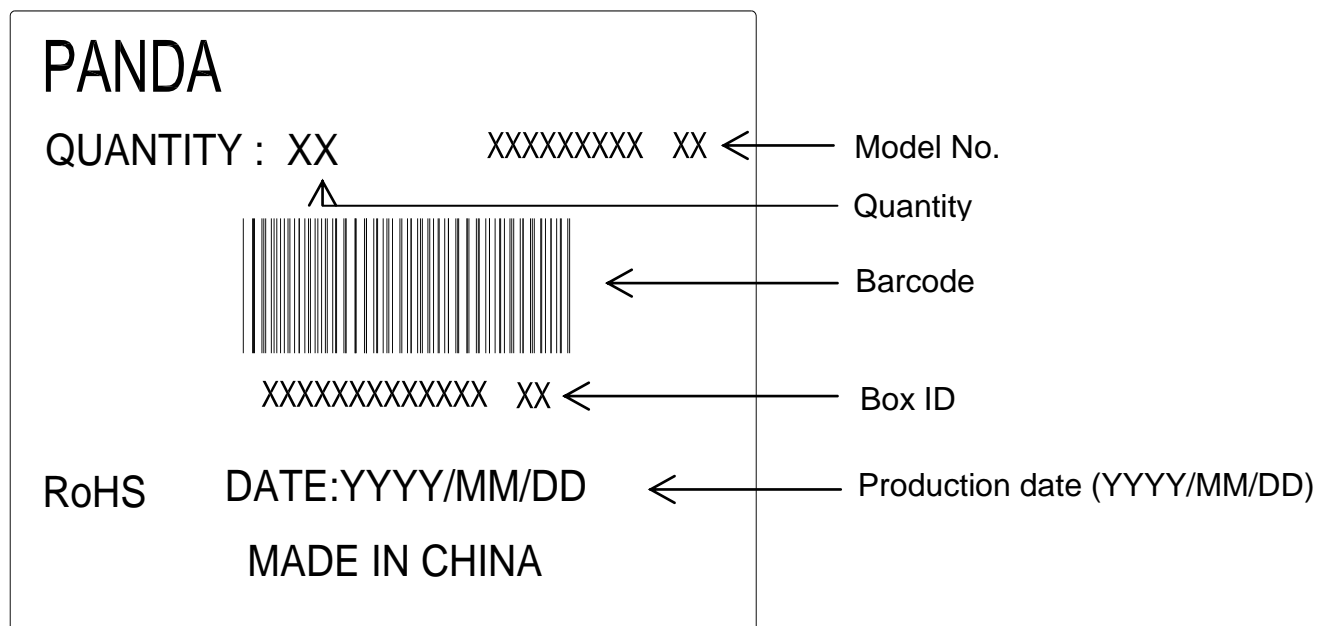 PANDA
QUANTITY : XX XXXXXXXXX XX Model No.
Quantity
Barcode
XXXXXXXXXXXXX XX Box ID
RoHS DATE:YYYY/MM/DD Production date (YYYY/MM/DD)
MADE IN CHINA